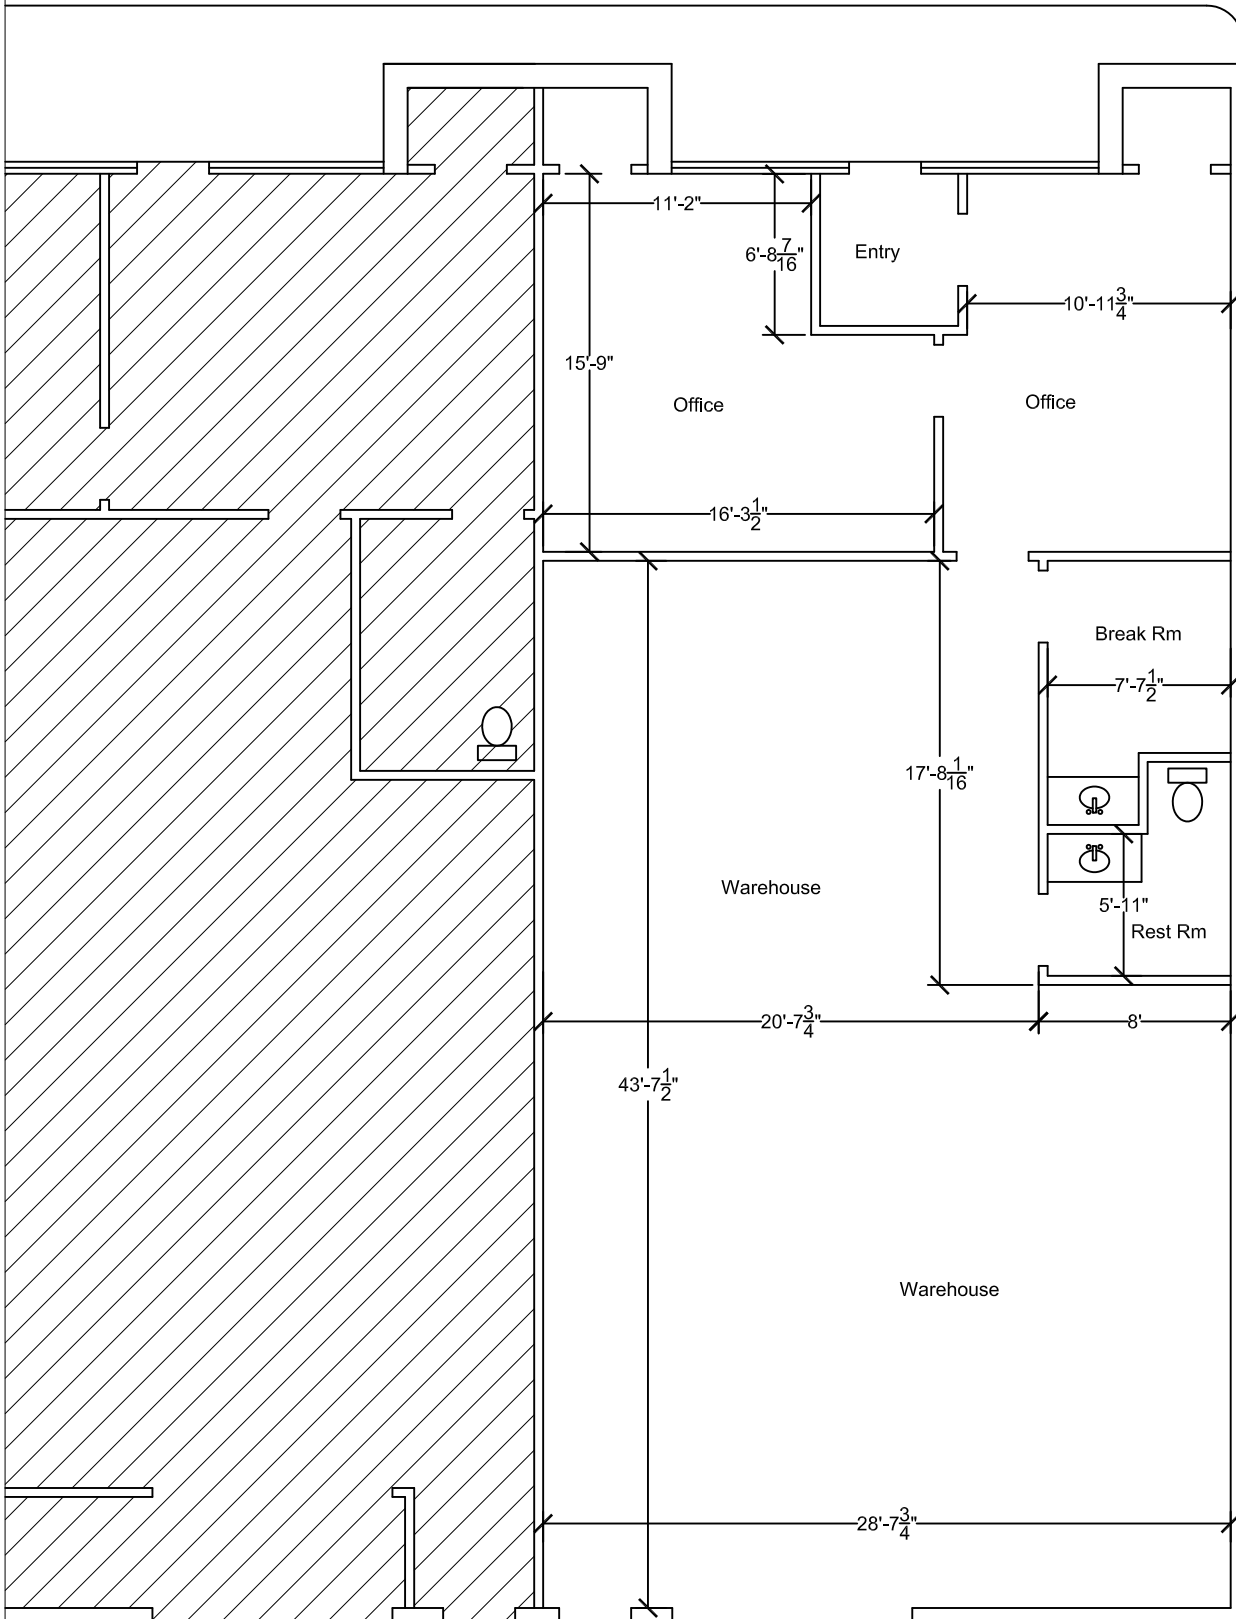 11'-2"
6'-8 7/16"
Entry
10'-11 3/4"
15'-9"
Office
Office
16'-3 1/2"
Break Rm
7'-7 1/2"
17'-8 1/16"
Warehouse
5'-11"
Rest Rm
20'-7 3/4"
8'
43'-7 1/2"
Warehouse
28'-7 3/4"